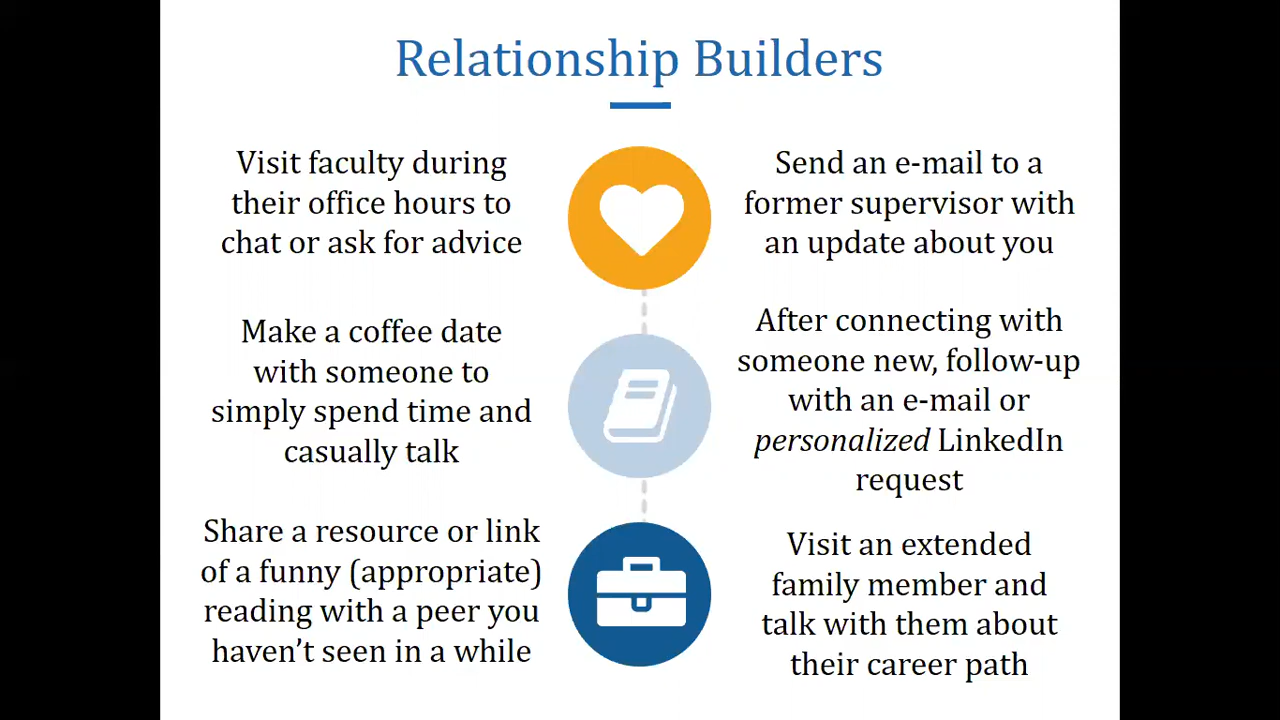 Relationship Builders
Visit faculty during
their office hours to
chat or ask for advice
Send an e-mail to a
former supervisor with
an update about you
Make a coffee date
with someone to
simply spend time and
casually talk
After connecting with
someone new, follow-up
with an e-mail or
personalized LinkedIn
request
Share a resource or link
of a funny (appropriate)
reading with a peer you
haven’t seen in a while
Visit an extended
family member and
talk with them about
their career path